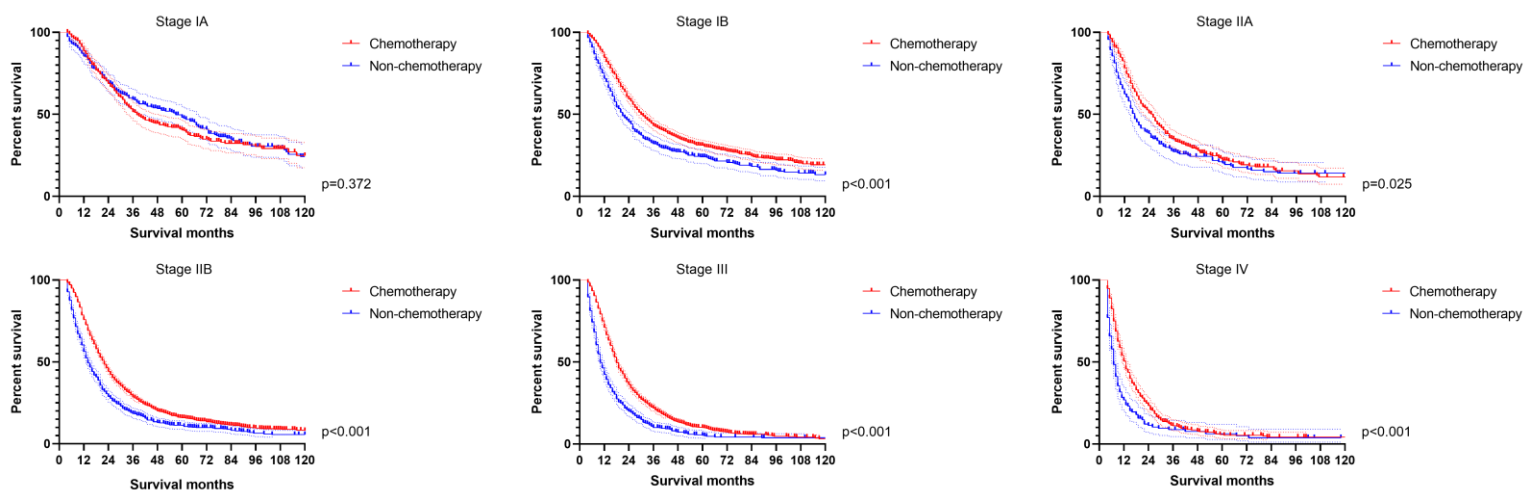 Stage IA
Percent survival
100
50
0
0 12 24 36 48 60 72 84 96 108 120
Survival months
Chemotherapy
Non-chemotherapy
p=0.372
Stage IB
Percent survival
100
50
0
0 12 24 36 48 60 72 84 96 108 120
Survival months
Chemotherapy
Non-chemotherapy
p<0.001
Stage IIA
Percent survival
100
50
0
0 12 24 36 48 60 72 84 96 108 120
Survival months
Chemotherapy
Non-chemotherapy
p=0.025
Stage IIB
Percent survival
100
50
0
0 12 24 36 48 60 72 84 96 108 120
Survival months
Chemotherapy
Non-chemotherapy
p<0.001
Stage III
Percent survival
100
50
0
0 12 24 36 48 60 72 84 96 108 120
Survival months
Chemotherapy
Non-chemotherapy
p<0.001
Stage IV
Percent survival
100
50
0
0 12 24 36 48 60 72 84 96 108 120
Survival months
Chemotherapy
Non-chemotherapy
p<0.001